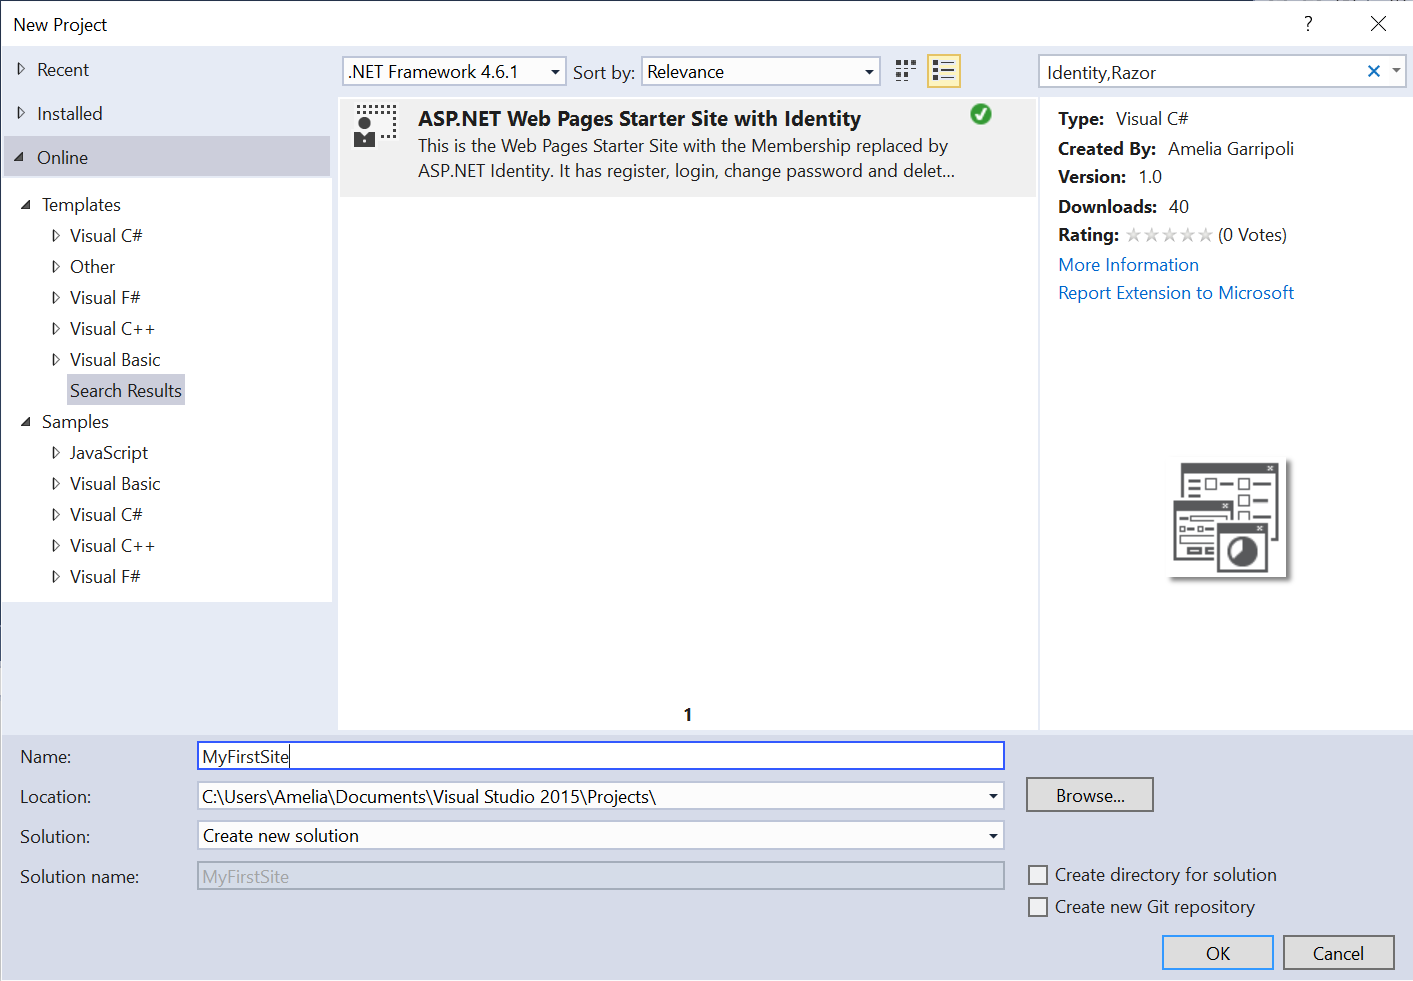 New Project
?
Recent
Installed
Online
Templates
Visual C#
Other
Visual F#
Visual C++
Visual Basic
Search Results
Samples
JavaScript
Visual Basic
Visual C#
Visual C++
Visual F#
.NET Framework 4.6.1
Sort by:
Relevance
ASP.NET Web Pages Starter Site with Identity
This is the Web Pages Starter Site with the Membership replaced by
ASP.NET Identity. It has register, login, change password and delet...
1
Identity,Razor
Type: Visual C#
Created By: Amelia Garripoli
Version: 1.0
Downloads: 40
Rating: (0 Votes)
More Information
Report Extension to Microsoft
Name:
MyFirstSite
Location:
C:\Users\Amelia\Documents\Visual Studio 2015\Projects\
Browse...
Solution:
Create new solution
Solution name:
MyFirstSite
Create directory for solution
Create new Git repository
OK
Cancel